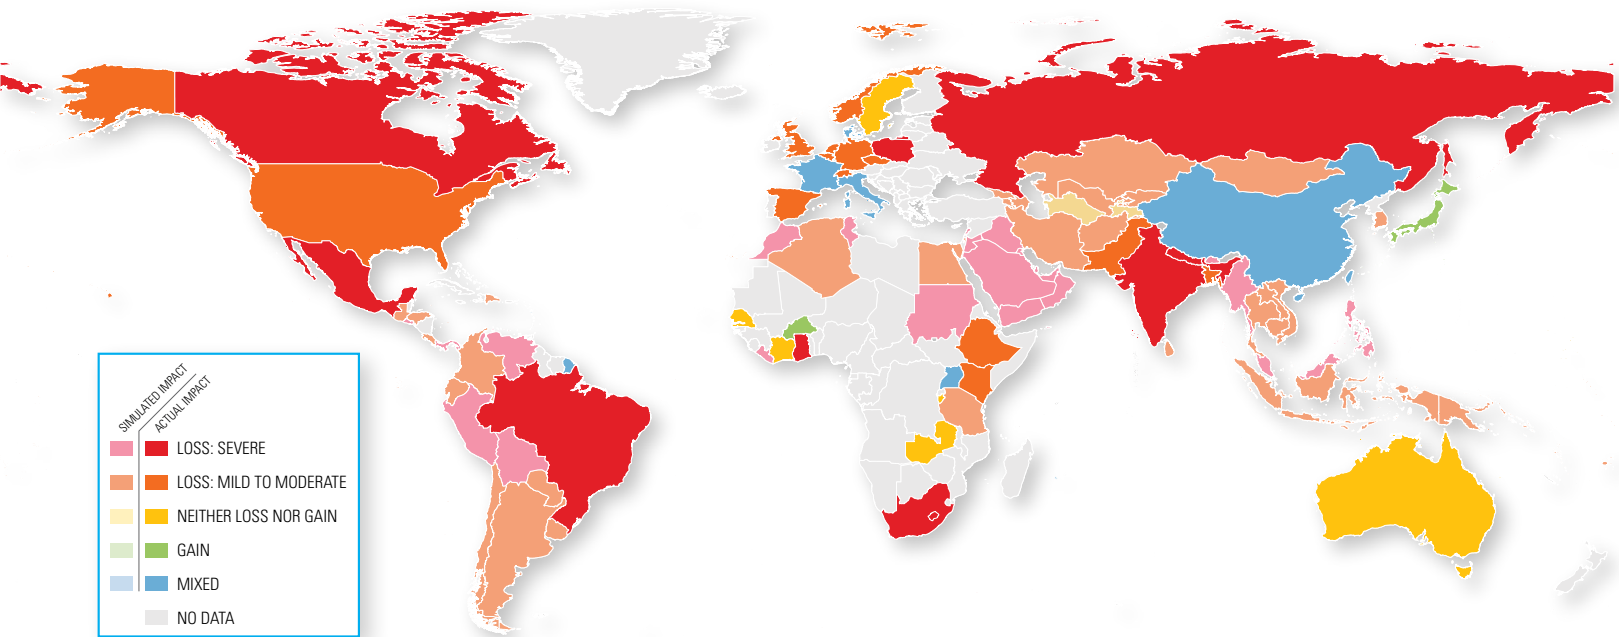 SIMULATED IMPACT
ACTUAL IMPACT
LOSS: SEVERE
LOSS: MILD TO MODERATE
NEITHER LOSS NOR GAIN
GAIN
MIXED
NO DATA